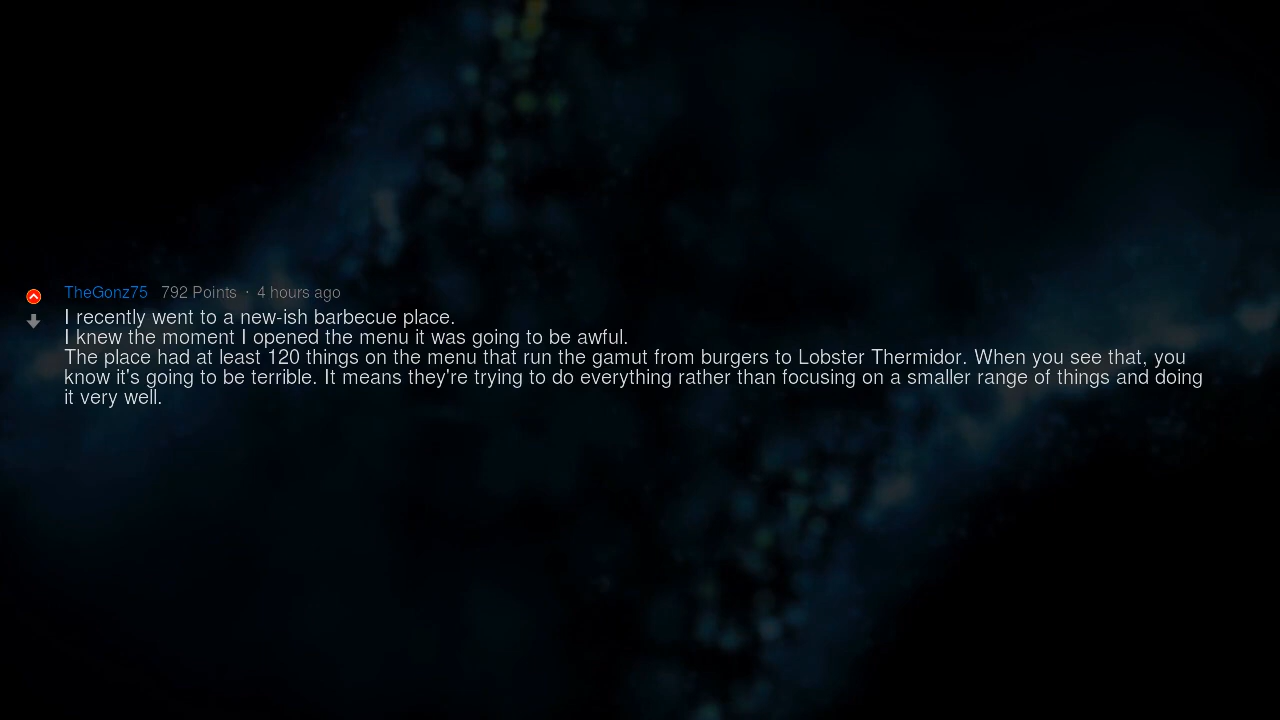 TheGonz75 792 Points · 4 hours ago
I recently went to a new-ish barbecue place.
I knew the moment I opened the menu it was going to be awful.
The place had at least 120 things on the menu that run the gamut from burgers to Lobster Thermidor. When you see that, you
know it's going to be terrible. It means they're trying to do everything rather than focusing on a smaller range of things and doing
it very well.